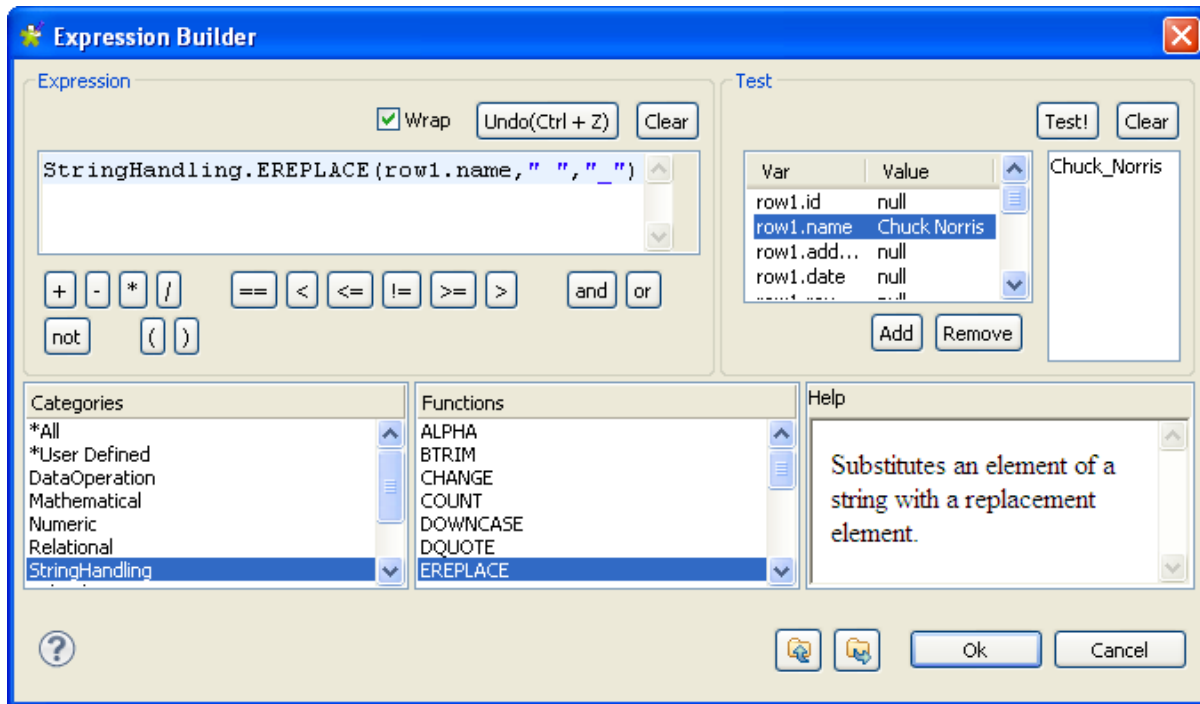 Expression Builder
Expression
Wrap Undo(Ctrl + Z) Clear
StringHandling.EREPLACE(row1.name," ","_")
+ - * / == < <= != >= > and or
not ( )
Test
Test! Clear
Var Value
row1.id null
row1.name Chuck Norris
row1.add... null
row1.date null
Chuck_Norris
Add Remove
Categories
*All
*User Defined
DataOperation
Mathematical
Numeric
Relational
StringHandling
Functions
ALPHA
BTRIM
CHANGE
COUNT
DOWNCASE
DQUOTE
EREPLACE
Help
Substitutes an element of a
string with a replacement
element.
? Ok Cancel